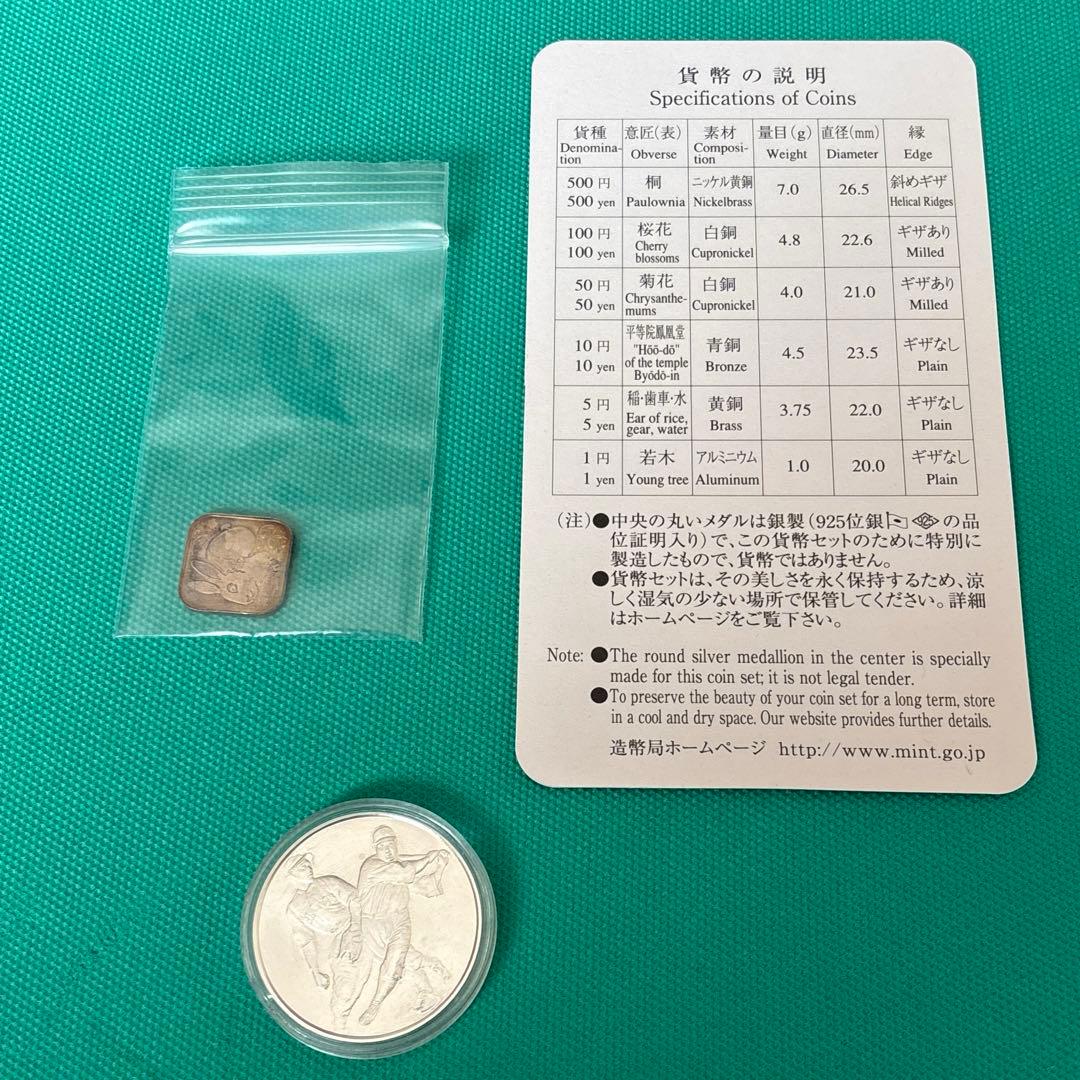 貨幣の説明
Specifications of Coins
貨種 意匠(表) 素材 量目(g) 直径(mm) 縁
Denomina-tion Obverse Composi-tion Weight Diameter Edge
500円 桐 ニッケル黄銅 7.0 26.5 斜めギザ
500 yen Paulownia Nickelbrass Helical Ridges
100円 桜花 白銅 4.8 22.6 ギザあり
100 yen Cherry blossoms Cupronickel Milled
50円 菊花 白銅 4.0 21.0 ギザあり
50 yen Chrysanthe-mums Cupronickel Milled
10円 平等院鳳凰堂 青銅 4.5 23.5 ギザなし
10 yen "Hōō-dō" of the temple Byōdō-in Bronze Plain
5円 稲・歯車・水 黄銅 3.75 22.0 ギザなし
5 yen Ear of rice, gear, water Brass Plain
1円 若木 アルミニウム 1.0 20.0 ギザなし
1 yen Young tree Aluminum Plain
(注)●中央の丸いメダルは銀製(925位銀の品
位証明入り)で、この貨幣セットのために特別に
製造したもので、貨幣ではありません。
●貨幣セットは、その美しさを永く保持するため、涼
しく湿気の少ない場所で保管してください。詳細
はホームページをご覧下さい。
Note: ●The round silver medallion in the center is specially
made for this coin set; it is not legal tender.
●To preserve the beauty of your coin set for a long term, store
in a cool and dry space. Our website provides further details.
造幣局ホームページ http://www.mint.go.jp